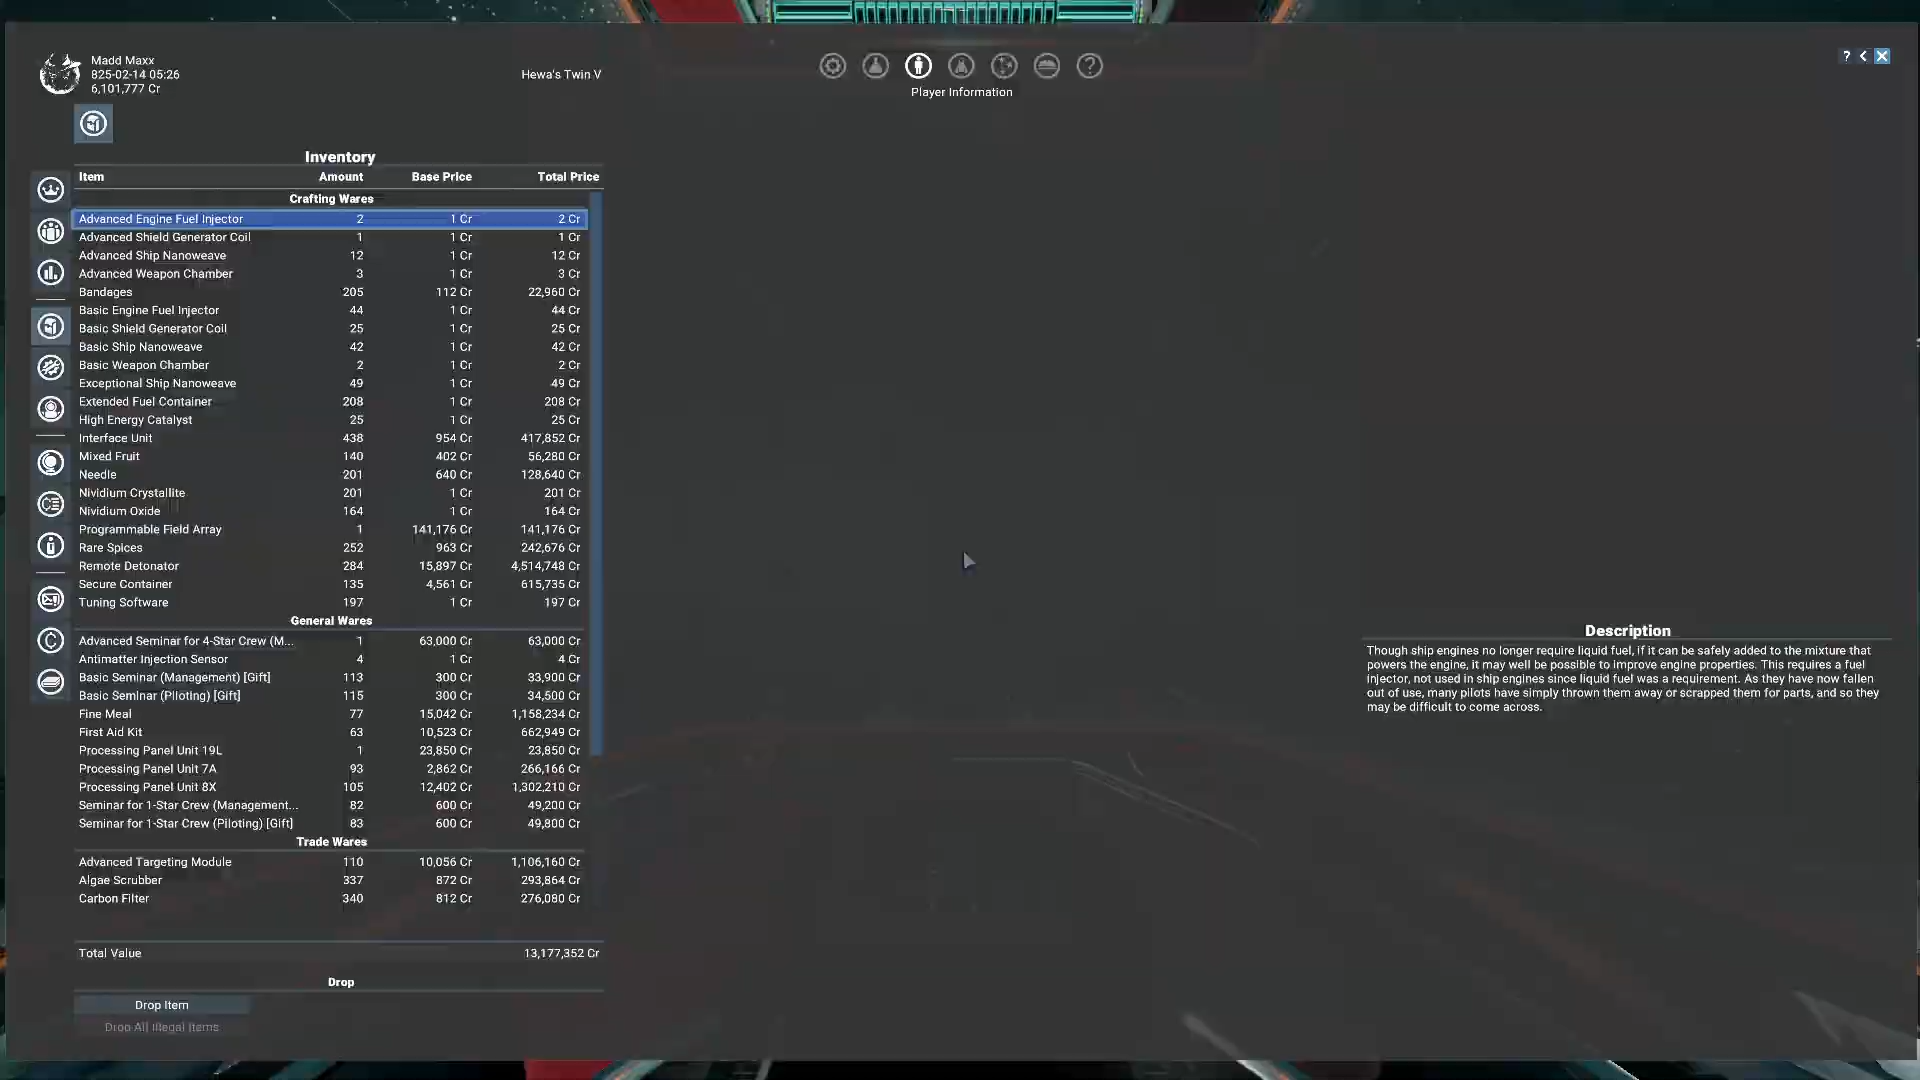 Madd Maxx
825-02-14 05:26
6,101,777 Cr
Hewa's Twin V
Player Information
? < X
Inventory
Item Amount Base Price Total Price
Crafting Wares
Advanced Engine Fuel Injector 2 1 Cr 2 Cr
Advanced Shield Generator Coil 1 1 Cr 1 Cr
Advanced Ship Nanoweave 12 1 Cr 12 Cr
Advanced Weapon Chamber 3 1 Cr 3 Cr
Bandages 205 112 Cr 22,960 Cr
Basic Engine Fuel Injector 44 1 Cr 44 Cr
Basic Shield Generator Coil 25 1 Cr 25 Cr
Basic Ship Nanoweave 42 1 Cr 42 Cr
Basic Weapon Chamber 2 1 Cr 2 Cr
Exceptional Ship Nanoweave 49 1 Cr 49 Cr
Extended Fuel Container 208 1 Cr 208 Cr
High Energy Catalyst 25 1 Cr 25 Cr
Interface Unit 438 954 Cr 417,852 Cr
Mixed Fruit 140 402 Cr 56,280 Cr
Needle 201 640 Cr 128,640 Cr
Nividium Crystallite 201 1 Cr 201 Cr
Nividium Oxide 164 1 Cr 164 Cr
Programmable Field Array 1 141,176 Cr 141,176 Cr
Rare Spices 252 963 Cr 242,676 Cr
Remote Detonator 284 15,897 Cr 4,514,748 Cr
Secure Container 135 4,561 Cr 615,735 Cr
Tuning Software 197 1 Cr 197 Cr
General Wares
Advanced Seminar for 4-Star Crew (M... 1 63,000 Cr 63,000 Cr
Antimatter Injection Sensor 4 1 Cr 4 Cr
Basic Seminar (Management) [Gift] 113 300 Cr 33,900 Cr
Basic Seminar (Piloting) [Gift] 115 300 Cr 34,500 Cr
Fine Meal 77 15,042 Cr 1,158,234 Cr
First Aid Kit 63 10,523 Cr 662,949 Cr
Processing Panel Unit 19L 1 23,850 Cr 23,850 Cr
Processing Panel Unit 7A 93 2,862 Cr 266,166 Cr
Processing Panel Unit 8X 105 12,402 Cr 1,302,210 Cr
Seminar for 1-Star Crew (Management... 82 600 Cr 49,200 Cr
Seminar for 1-Star Crew (Piloting) [Gift] 83 600 Cr 49,800 Cr
Trade Wares
Advanced Targeting Module 110 10,056 Cr 1,106,160 Cr
Algae Scrubber 337 872 Cr 293,864 Cr
Carbon Filter 340 812 Cr 276,080 Cr
Total Value 13,177,352 Cr
Drop
Drop Item
Drop All Illegal Items
Description
Though ship engines no longer require liquid fuel, if it can be safely added to the mixture that
powers the engine, it may well be possible to improve engine properties. This requires a fuel
injector, not used in ship engines since liquid fuel was a requirement. As they have now fallen
out of use, many pilots have simply thrown them away or scrapped them for parts, and so they
may be difficult to come across.